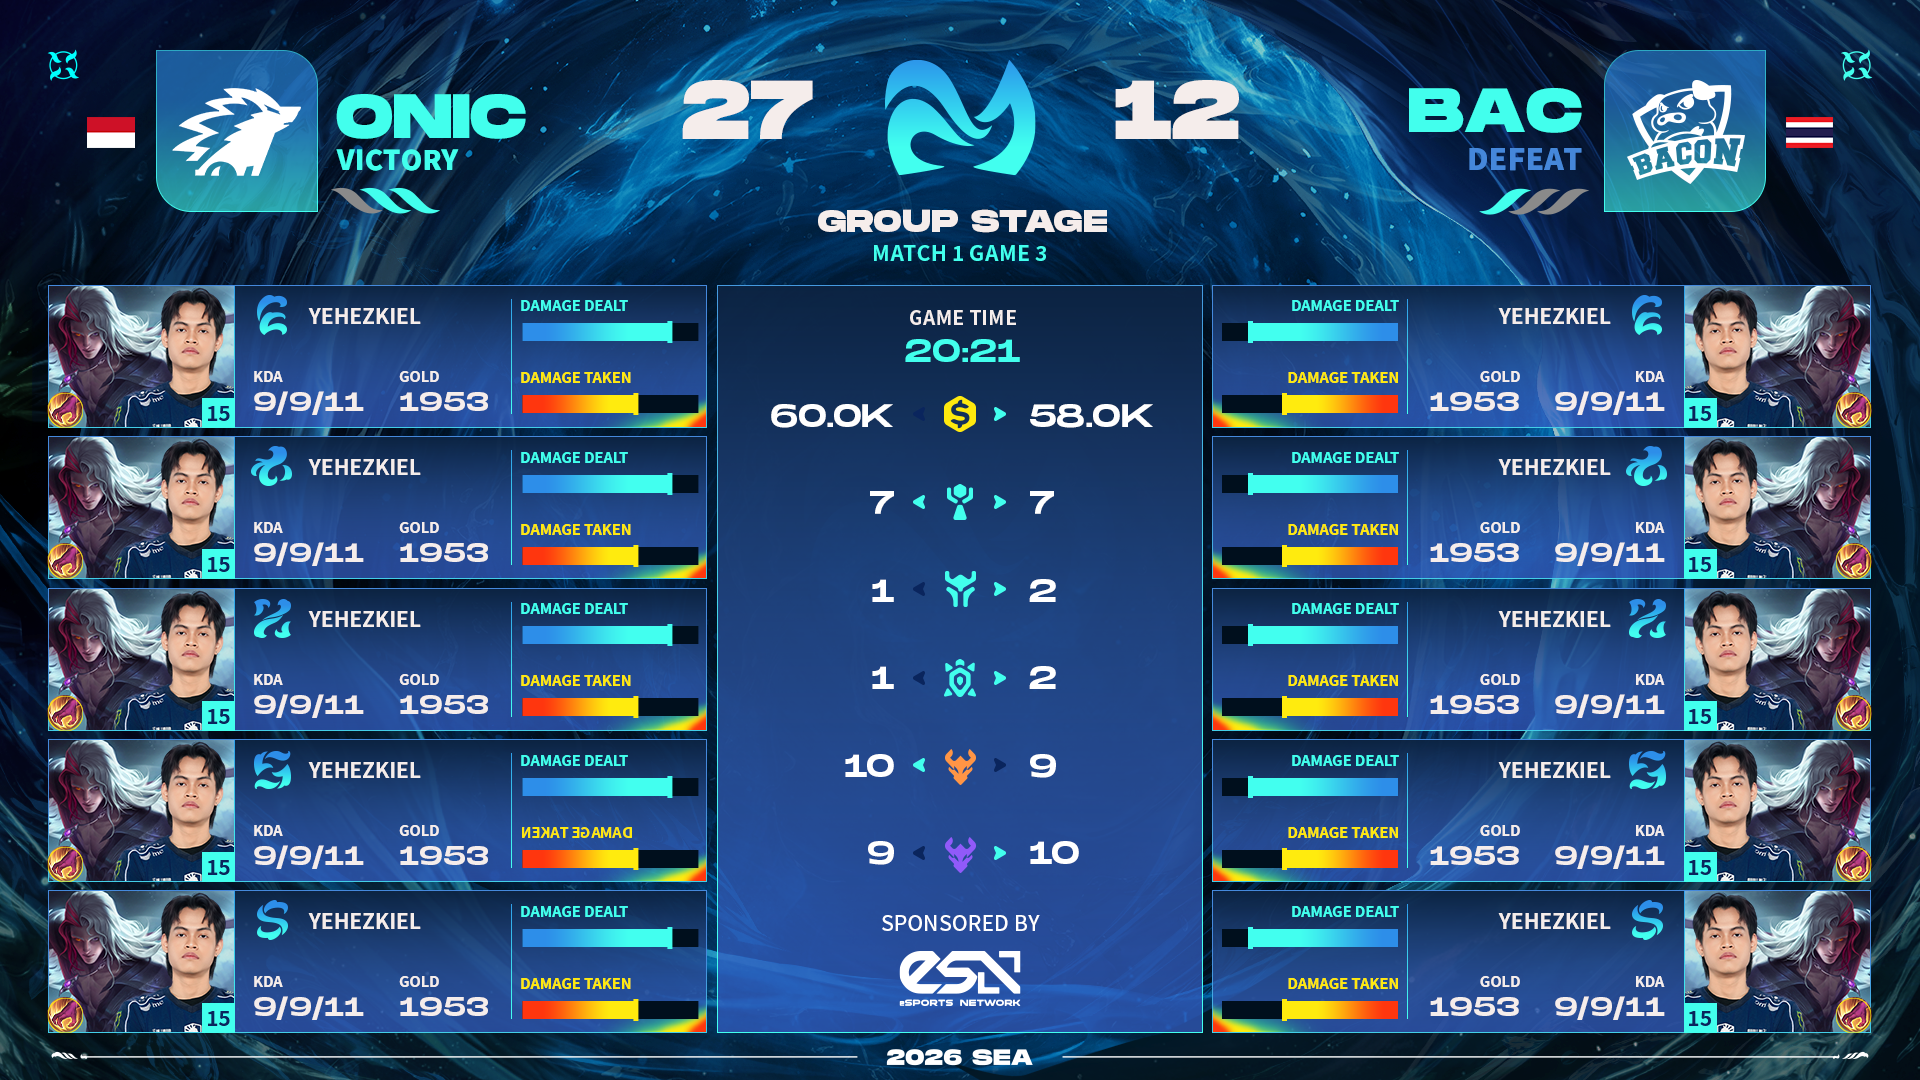 ONIC
VICTORY
27
12
BAC
DEFEAT
BACON
GROUP STAGE
MATCH 1 GAME 3
YEHEZKIEL
DAMAGE DEALT
KDA
GOLD
DAMAGE TAKEN
9/9/11
1953
15
YEHEZKIEL
DAMAGE DEALT
KDA
GOLD
DAMAGE TAKEN
9/9/11
1953
15
YEHEZKIEL
DAMAGE DEALT
KDA
GOLD
DAMAGE TAKEN
9/9/11
1953
15
YEHEZKIEL
DAMAGE DEALT
KDA
GOLD
DAMAGE TAKEN
9/9/11
1953
15
YEHEZKIEL
DAMAGE DEALT
KDA
GOLD
DAMAGE TAKEN
9/9/11
1953
15
GAME TIME
20:21
60.0K $ 58.0K
7 7
1 2
1 2
10 9
9 10
SPONSORED BY
eSN
eSPORTS NETWORK
DAMAGE DEALT
YEHEZKIEL
DAMAGE TAKEN
GOLD
KDA
1953
9/9/11
15
DAMAGE DEALT
YEHEZKIEL
DAMAGE TAKEN
GOLD
KDA
1953
9/9/11
15
DAMAGE DEALT
YEHEZKIEL
DAMAGE TAKEN
GOLD
KDA
1953
9/9/11
15
DAMAGE DEALT
YEHEZKIEL
DAMAGE TAKEN
GOLD
KDA
1953
9/9/11
15
DAMAGE DEALT
YEHEZKIEL
DAMAGE TAKEN
GOLD
KDA
1953
9/9/11
15
2026 SEA